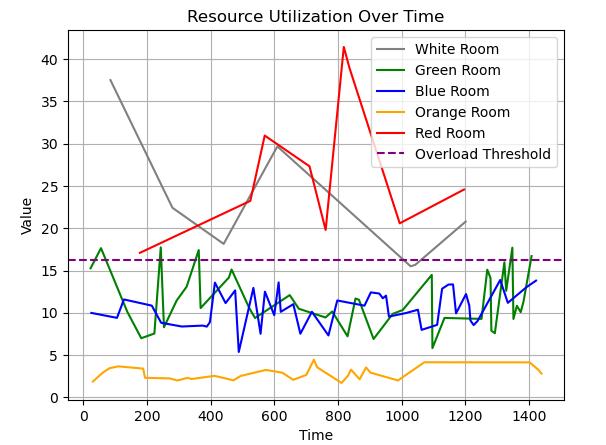 Resource Utilization Over Time
White Room
Green Room
Blue Room
Orange Room
Red Room
Overload Threshold
Value
40
35
30
25
20
15
10
5
0
0 200 400 600 800 1000 1200 1400
Time